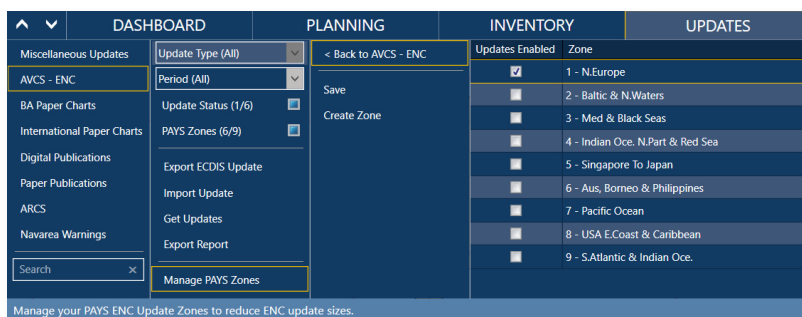 DASHBOARD
PLANNING
INVENTORY
UPDATES
Miscellaneous Updates
AVCS - ENC
BA Paper Charts
International Paper Charts
Digital Publications
Paper Publications
ARCS
Navarea Warnings
Search ×
Update Type (All)
Period (All)
Update Status (1/6)
PAYS Zones (6/9)
Export ECDIS Update
Import Update
Get Updates
Export Report
Manage PAYS Zones
< Back to AVCS - ENC
Save
Create Zone
Updates Enabled Zone
1 - N.Europe
2 - Baltic & N.Waters
3 - Med & Black Seas
4 - Indian Oce. N.Part & Red Sea
5 - Singapore To Japan
6 - Aus, Borneo & Philippines
7 - Pacific Ocean
8 - USA E.Coast & Caribbean
9 - S.Atlantic & Indian Oce.
Manage your PAYS ENC Update Zones to reduce ENC update sizes.